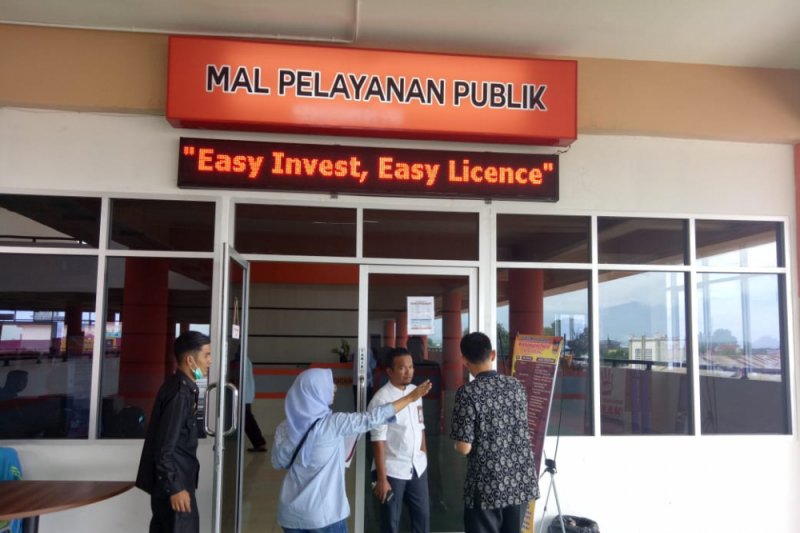 MAL PELAYANAN PUBLIK
"Easy Invest, Easy Licence"